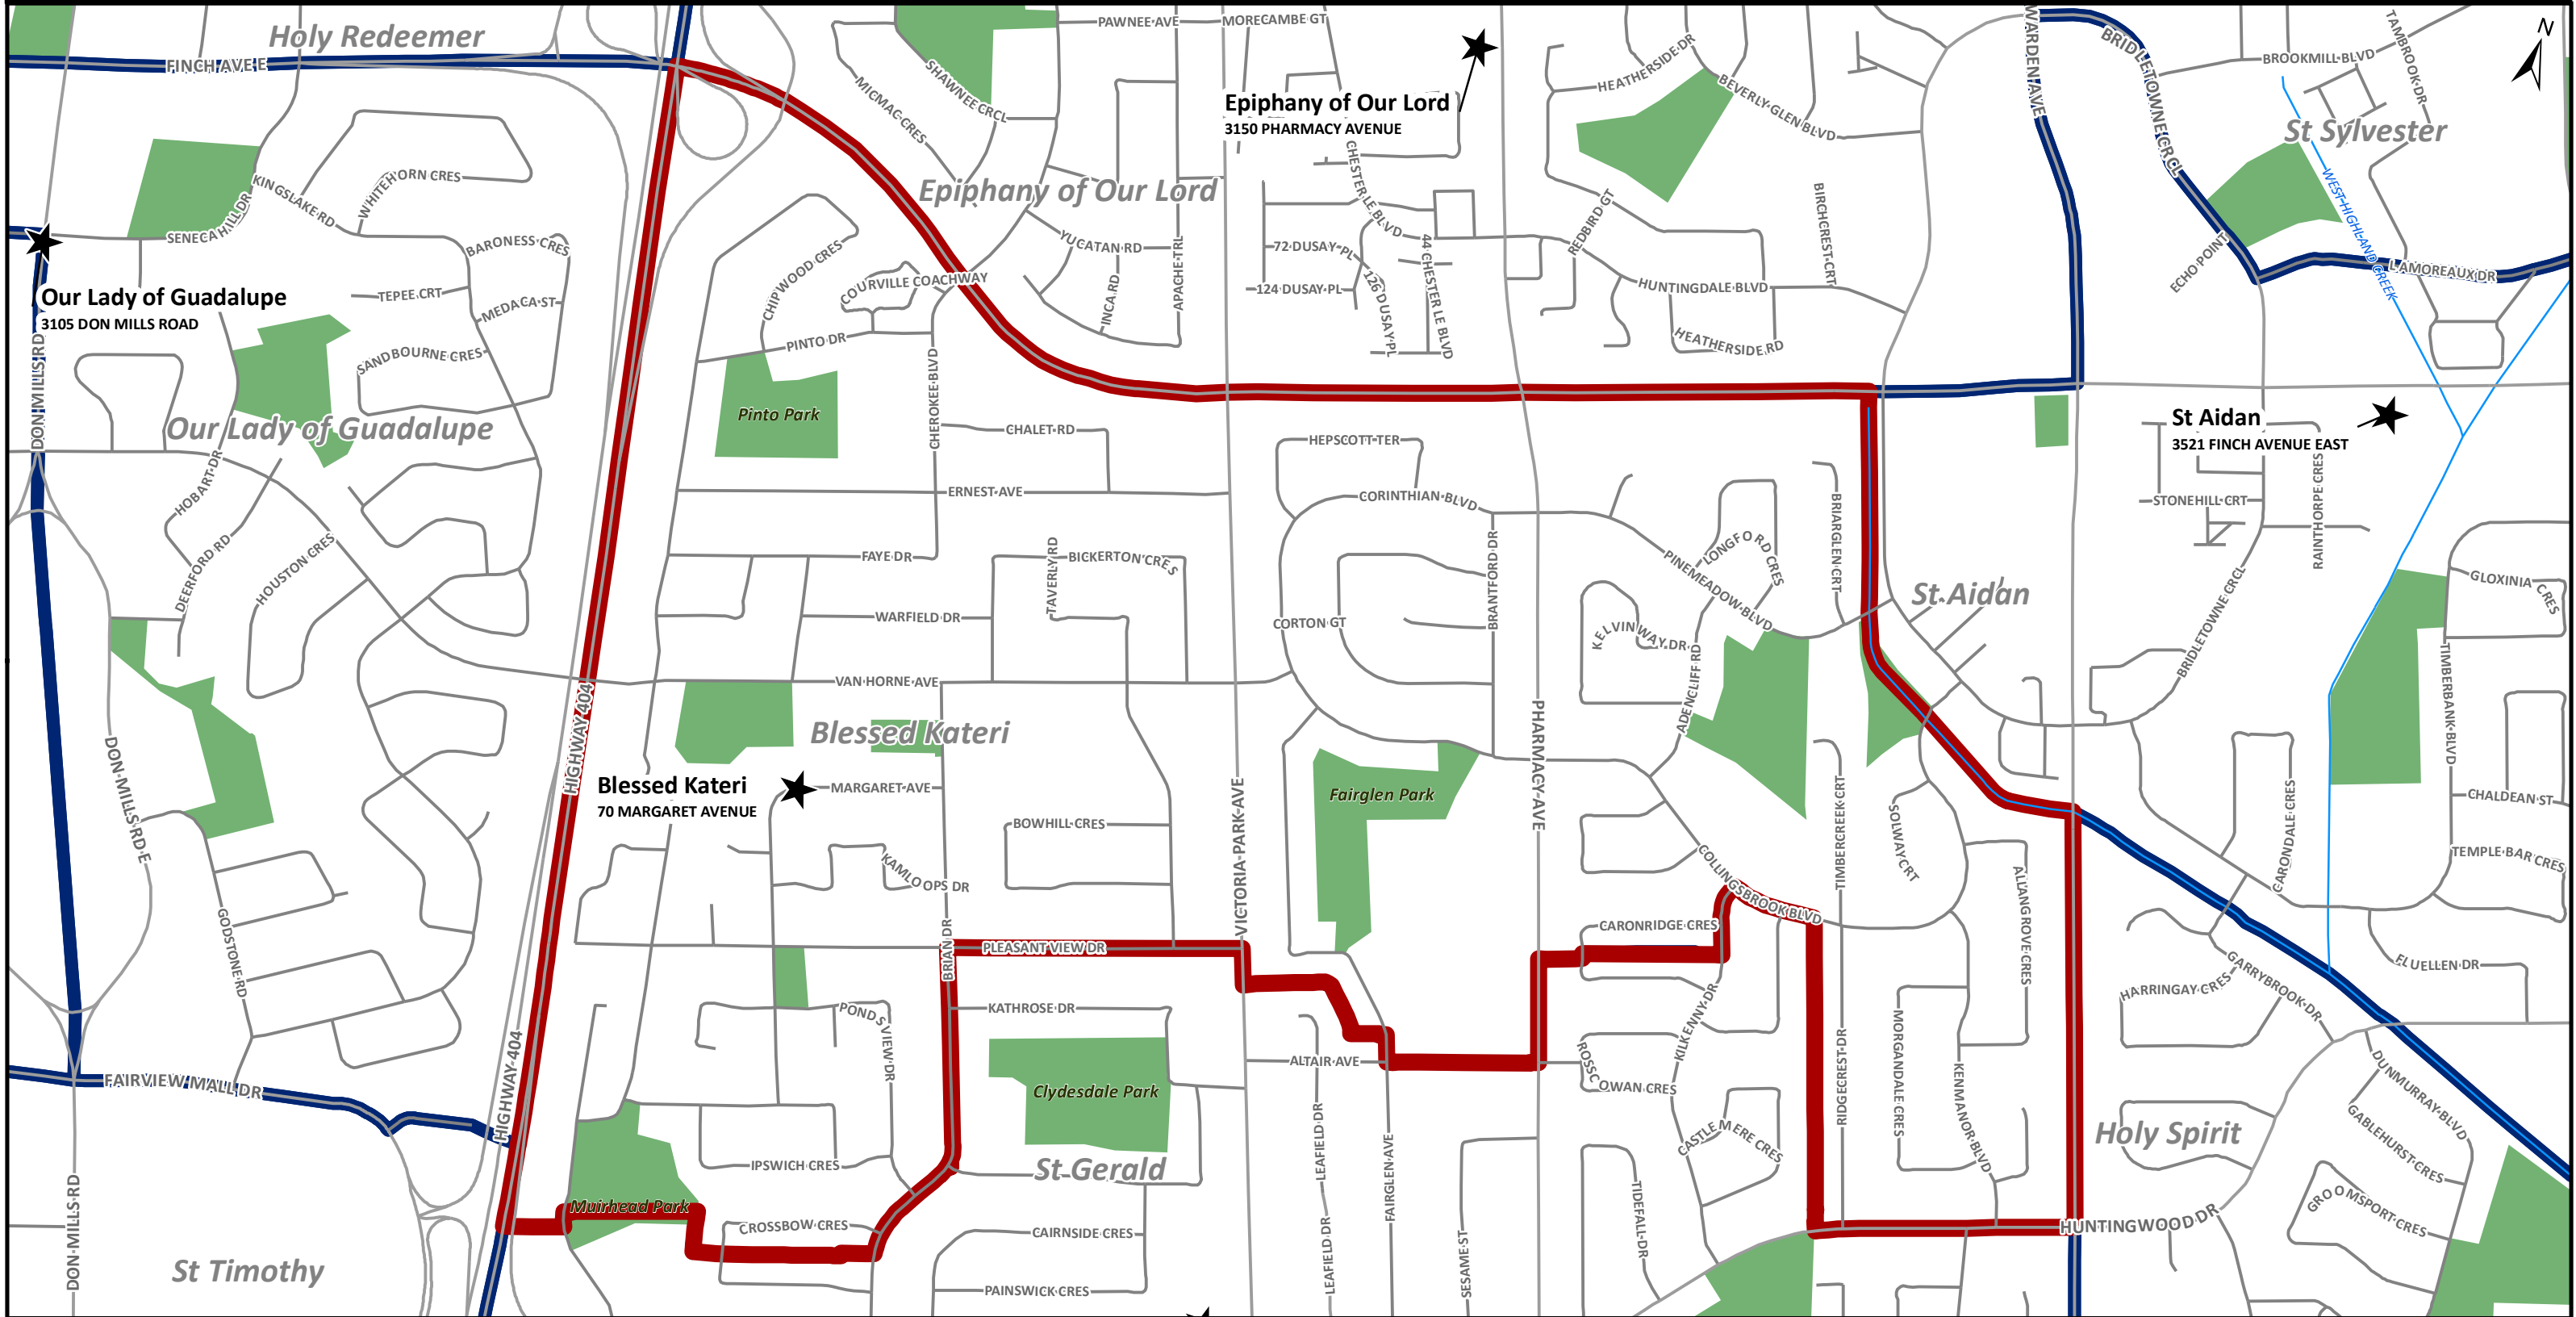 Holy Redeemer
FINCH AVE E
PAWNEE AVE
MORECAMBE GT
SHAWNEE CRCL
MICMAC CRES
HEATHERSIDE DR
BEVERLY GLEN BLVD
WARDEN AVE
BRIDLETOWNE CRCL
BROOKMILL BLVD
TAMBROOK DR
N
St Sylvester
Epiphany of Our Lord
3150 PHARMACY AVENUE
KINGSLAKE RD
WHITEHORN CRES
SENECA HILL DR
BARONESS CRES
Epiphany of Our Lord
CHESTER LE BLVD
BIRCHCREST CRT
REDBIRD GT
WEST HIGHLAND CREEK
YUCATAN RD
72 DUSAY PL
44 CHESTER LE BLVD
APACHE TRL
CHIPWOOD CRES
COURVILLE COACHWAY
INCA RD
124 DUSAY PL
126 DUSAY PL
HUNTINGDALE BLVD
ECHO POINT
LAMOREAUX DR
Our Lady of Guadalupe
3105 DON MILLS ROAD
TEPEE CRT
MEDACA ST
SANDBOURNE CRES
PINTO DR
HEATHERSIDE RD
DON MILLS RD
CHEROKEE BLVD
Pinto Park
Our Lady of Guadalupe
CHALET RD
HEPSCOTT TER
St Aidan
3521 FINCH AVENUE EAST
HOBART DR
ERNEST AVE
CORINTHIAN BLVD
BRIARGLEN CRT
STONEHILL CRT
RAINTHORPE CRES
DEERFORD RD
HOUSTON CRES
FAYE DR
TAVERLY RD
BICKERTON CRES
BRANTFORD DR
PINEMEADOW BLVD
LONGFORD CRES
St Aidan
GLOXINIA CRES
WARFIELD DR
CORTON GT
KELVINWAY DR
ADENCLIFF RD
BRIDLETOWNE CRCL
TIMBERBANK BLVD
VAN HORNE AVE
HIGHWAY 404
Blessed Kateri
PHARMACY AVE
DON MILLS RD E
Blessed Kateri
70 MARGARET AVENUE
MARGARET AVE
VICTORIA PARK AVE
Fairglen Park
TIMBERCREEK CRT
SOLWAY CRT
CARONDALE CRES
CHALDEAN ST
BOWHILL CRES
KAMLOOPS DR
COLLINGSBROOK BLVD
ALLANGROVE CRES
TEMPLE BAR CRES
GODSTONE RD
BRIAN DR
PLEASANT VIEW DR
CARONRIDGE CRES
FLUELLEN DR
GARRYBROOK DR
HARRINGAY CRES
PONDSVIEW DR
KATHROSE DR
KILKENNY DR
MORGANDALE CRES
RIDGECREST DR
KENMANOR BLVD
ALTAIR AVE
ROSSCOWAN CRES
HIGHWAY 404
FAIRVIEW MALL DR
Clydesdale Park
DUNMURRAY BLVD
GABLEHURST CRES
LEAFIELD DR
FAIRGLEN AVE
CASTLEMERE CRES
Holy Spirit
IPSWICH CRES
St Gerald
TIDEFALL DR
GROOMSPORT CRES
DON MILLS RD
Muirhead Park
CROSSBOW CRES
CAIRNSIDE CRES
LEAFIELD DR
SESAME ST
HUNTINGWOOD DR
St Timothy
PAINSWICK CRES